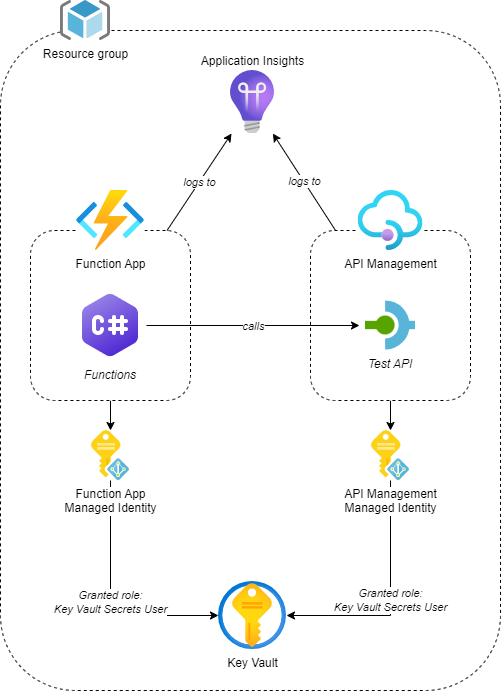 Resource group
Application Insights
logs to
logs to
Function App
API Management
C#
calls
Functions
Test API
Function App
Managed Identity
API Management
Managed Identity
Granted role:
Key Vault Secrets User
Granted role:
Key Vault Secrets User
Key Vault